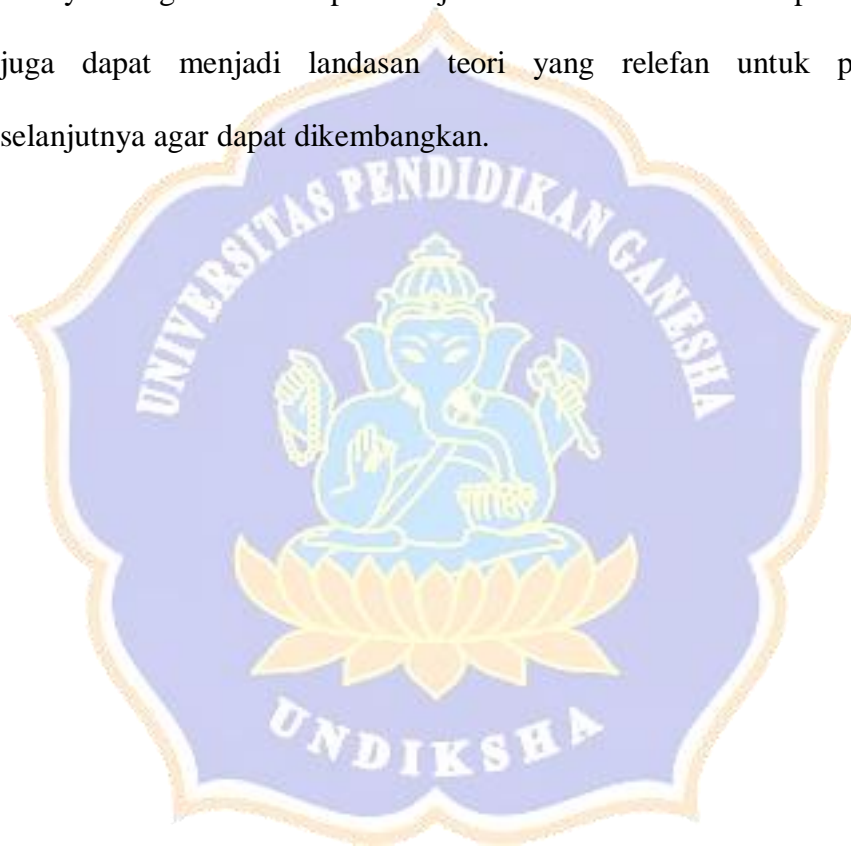 juga dapat menjadi landasan teori yang relefan untuk p
selanjutnya agar dapat dikembangkan.
UNIVERSITAS PENDIDIKAN GANESHA
UNDIKSHA